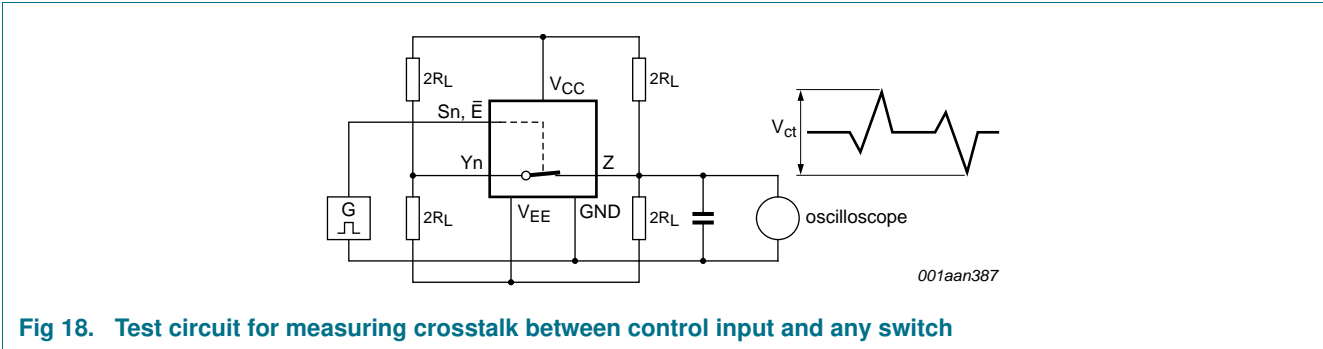 2RL
VCC
2RL
Sn, E̅
Vct
Yn
Z
G
2RL
VEE
GND
2RL
oscilloscope
001aan387
Fig 18. Test circuit for measuring crosstalk between control input and any switch